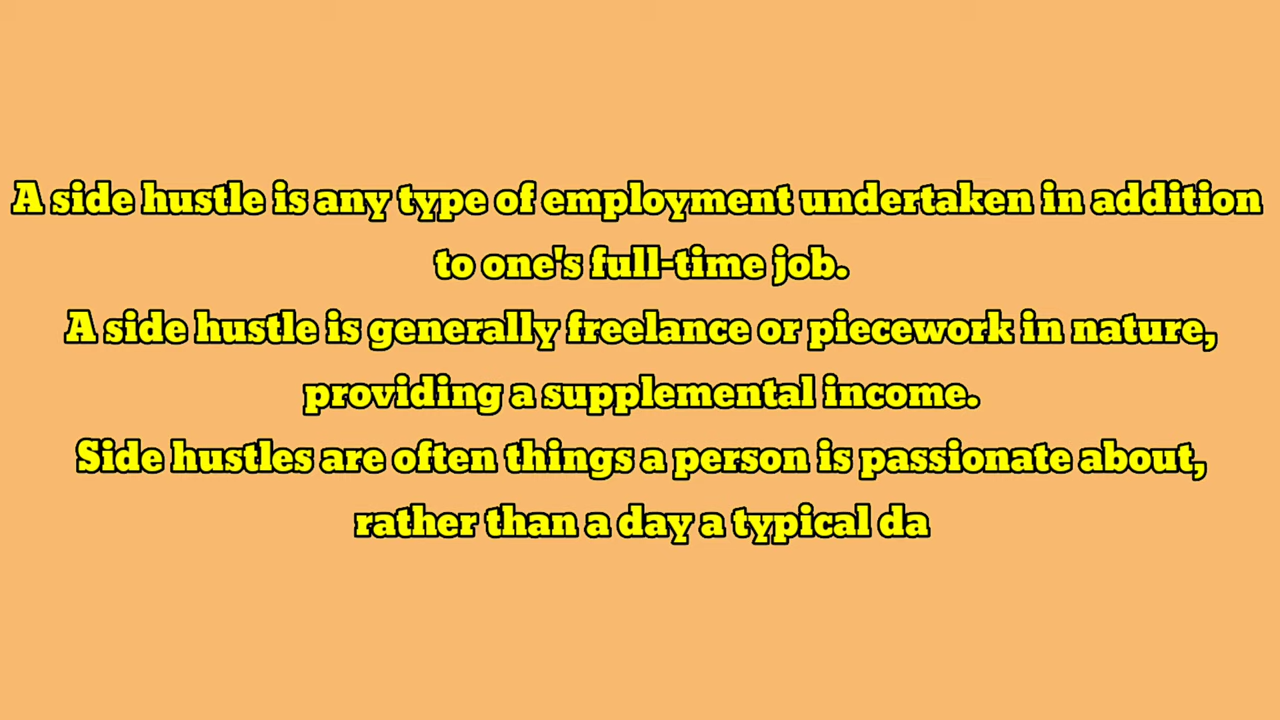 A side hustle is any type of employment undertaken in addition
to one's full-time job.
A side hustle is generally freelance or piecework in nature,
providing a supplemental income.
Side hustles are often things a person is passionate about,
rather than a day a typical da